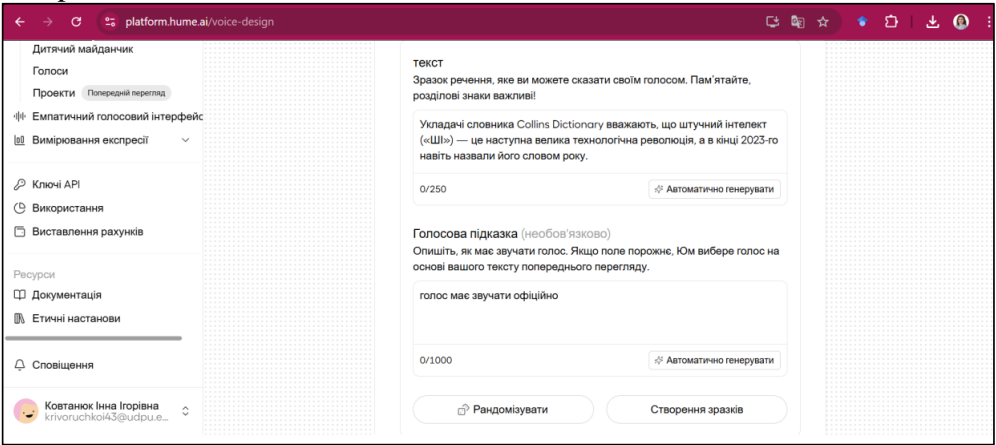 platform.hume.ai/voice-design
Дитячий майданчик
Голоси
Проекти Попередній перегляд
Емпатичний голосовий інтерфейс
Вимірювання експресії
Ключі API
Використання
Виставлення рахунків
Ресурси
Документація
Етичні настанови
Сповіщення
Ковтанюк Інна Ігорівна
krivoruchkoi43@udpu.e...
текст
Зразок речення, яке ви можете сказати своїм голосом. Пам'ятайте,
розділові знаки важливі!
Укладачі словника Collins Dictionary вважають, що штучний інтелект
(«ШІ») — це наступна велика технологічна революція, а в кінці 2023-го
навіть назвали його словом року.
0/250 Автоматично генерувати
Голосова підказка (необов'язково)
Опишіть, як має звучати голос. Якщо поле порожнє, Юм вибере голос на
основі вашого тексту попереднього перегляду.
голос має звучати офіційно
0/1000 Автоматично генерувати
Рандомізувати Створення зразків